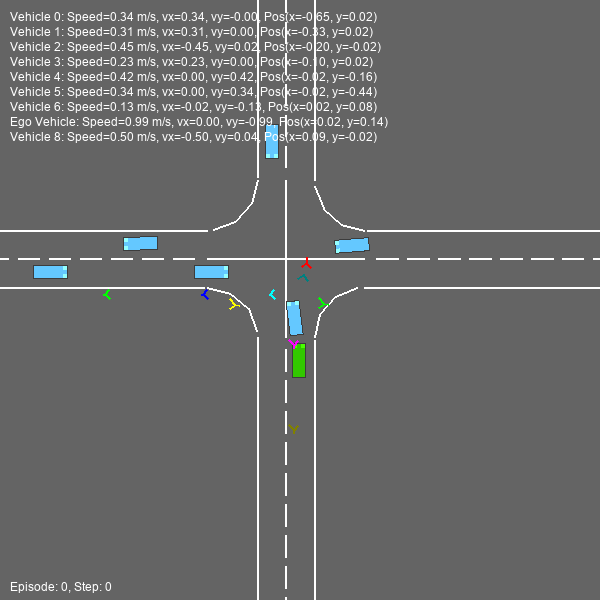 Vehicle 0: Speed=0.34 m/s, vx=0.34, vy=-0.00, Pos(x=-0.65, y=0.02)
Vehicle 1: Speed=0.31 m/s, vx=0.31, vy=0.00, Pos(x=-0.33, y=0.02)
Vehicle 2: Speed=0.45 m/s, vx=-0.45, vy=0.02, Pos(x=-0.20, y=-0.02)
Vehicle 3: Speed=0.23 m/s, vx=0.23, vy=0.00, Pos(x=-0.10, y=0.02)
Vehicle 4: Speed=0.42 m/s, vx=0.00, vy=0.42, Pos(x=-0.02, y=-0.16)
Vehicle 5: Speed=0.34 m/s, vx=0.00, vy=0.34, Pos(x=-0.02, y=-0.44)
Vehicle 6: Speed=0.13 m/s, vx=-0.02, vy=-0.13, Pos(x=0.02, y=0.08)
Ego Vehicle: Speed=0.99 m/s, vx=0.00, vy=-0.99, Pos(x=0.02, y=0.14)
Vehicle 8: Speed=0.50 m/s, vx=-0.50, vy=0.04, Pos(x=0.09, y=-0.02)
Episode: 0, Step: 0